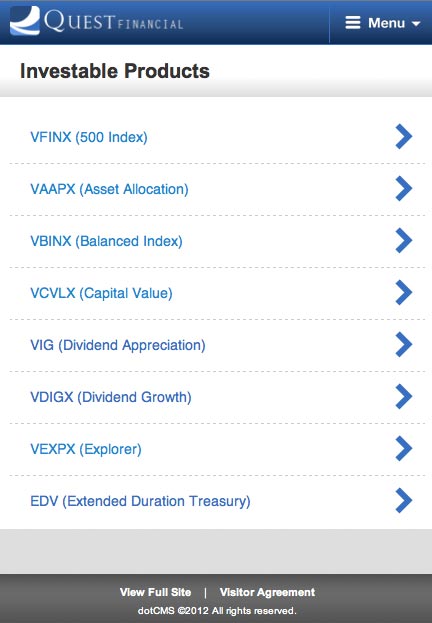 QUEST FINANCIAL
Menu
Investable Products
VFINX (500 Index)
VAAPX (Asset Allocation)
VBINX (Balanced Index)
VCVLX (Capital Value)
VIG (Dividend Appreciation)
VDIGX (Dividend Growth)
VEXPX (Explorer)
EDV (Extended Duration Treasury)
View Full Site | Visitor Agreement
dotCMS ©2012 All rights reserved.